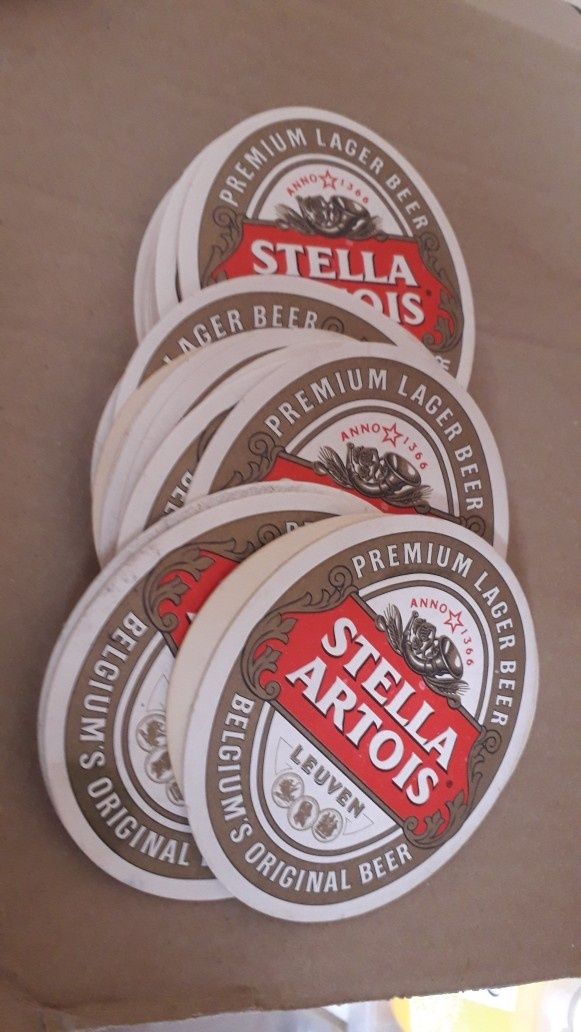 PREMIUM LAGER BEER
ANNO 1366
STELLA
LAGER BEER
PREMIUM LAGER BEER
ANNO 1366
BELGIUM'S ORIGINAL
PREMIUM LAGER BEER
ANNO 1366
STELLA
ARTOIS
LEUVEN
BELGIUM'S ORIGINAL BEER